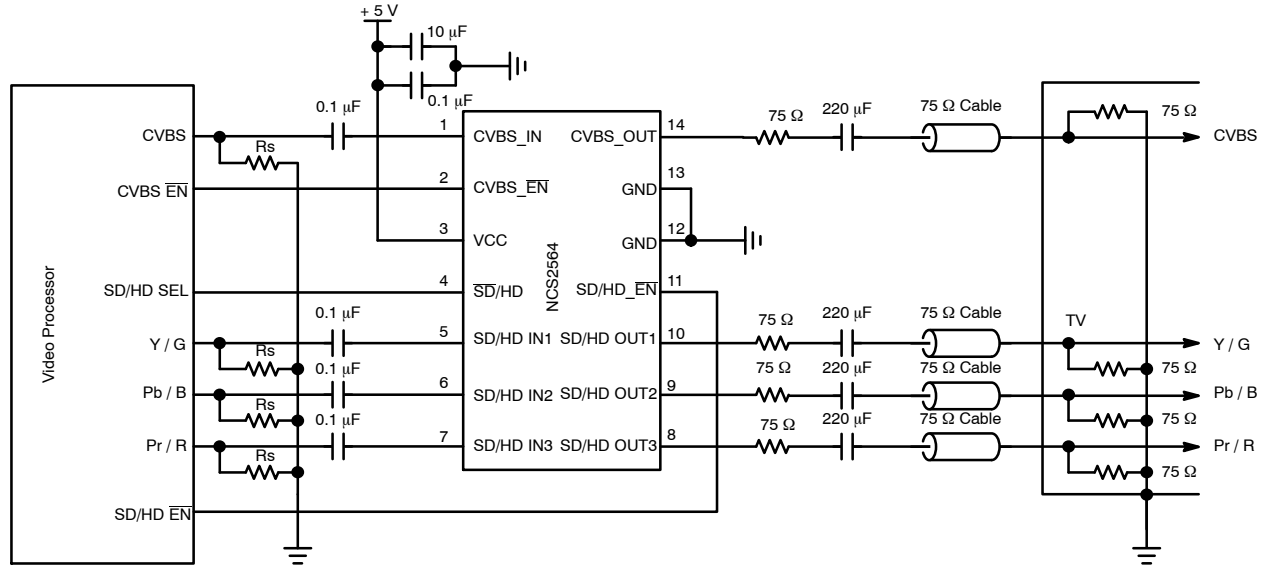 + 5 V
10 μF
0.1 μF
0.1 μF
75 Ω
220 μF
75 Ω Cable
75 Ω
CVBS
1
CVBS_IN
CVBS_OUT
14
CVBS
Rs
CVBS E̅N̅
2
CVBS_E̅N̅
GND
13
3
VCC
GND
12
SD/HD SEL
4
S̅D̅/HD
SD/HD_E̅N̅
11
NCS2564
Video Processor
0.1 μF
75 Ω
220 μF
75 Ω Cable
TV
Y / G
5
SD/HD IN1
SD/HD OUT1
10
Y / G
Rs
0.1 μF
75 Ω
220 μF
75 Ω Cable
75 Ω
Pb / B
6
SD/HD IN2
SD/HD OUT2
9
Pb / B
Rs
0.1 μF
75 Ω
220 μF
75 Ω Cable
75 Ω
Pr / R
7
SD/HD IN3
SD/HD OUT3
8
Pr / R
Rs
75 Ω
SD/HD E̅N̅